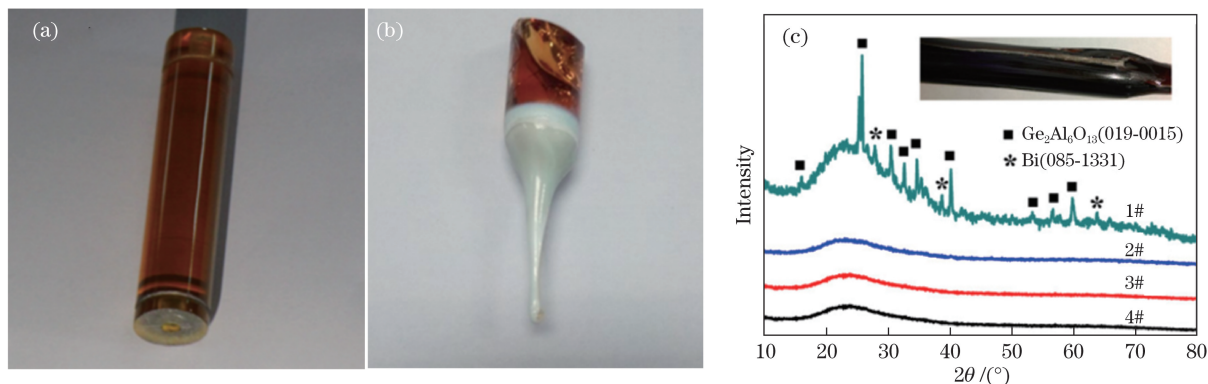 (a)
(b)
(c)
■ Ge₂Al₆O₁₃(019-0015)
* Bi(085-1331)
Intensity
1#
2#
3#
4#
10 20 30 40 50 60 70 80
2θ /(°)